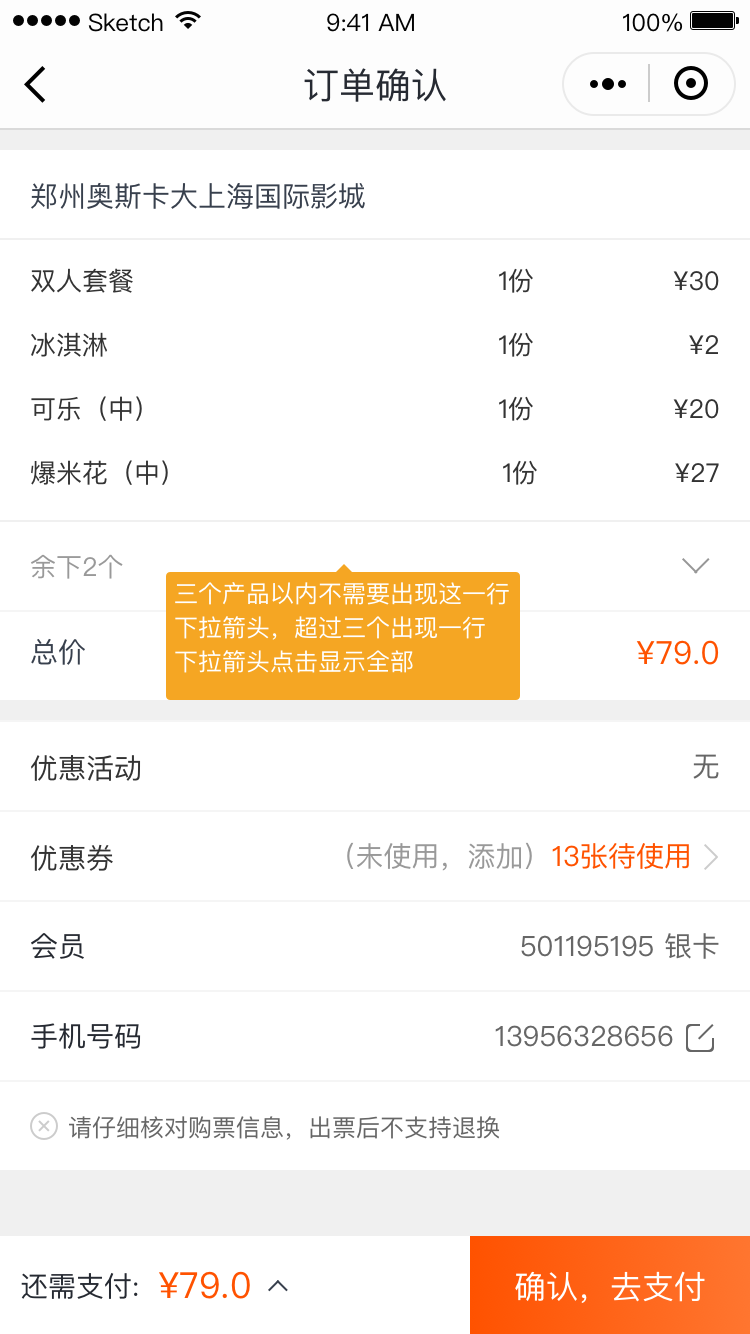 Sketch 9:41 AM 100%
订单确认
郑州奥斯卡大上海国际影城
双人套餐 1份 ¥30
冰淇淋 1份 ¥2
可乐（中） 1份 ¥20
爆米花（中） 1份 ¥27
余下2个
三个产品以内不需要出现这一行
下拉箭头，超过三个出现一行
下拉箭头点击显示全部
总价 ¥79.0
优惠活动 无
优惠券 （未使用，添加）13张待使用
会员 501195195 银卡
手机号码 13956328656
请仔细核对购票信息，出票后不支持退换
还需支付: ¥79.0 确认，去支付